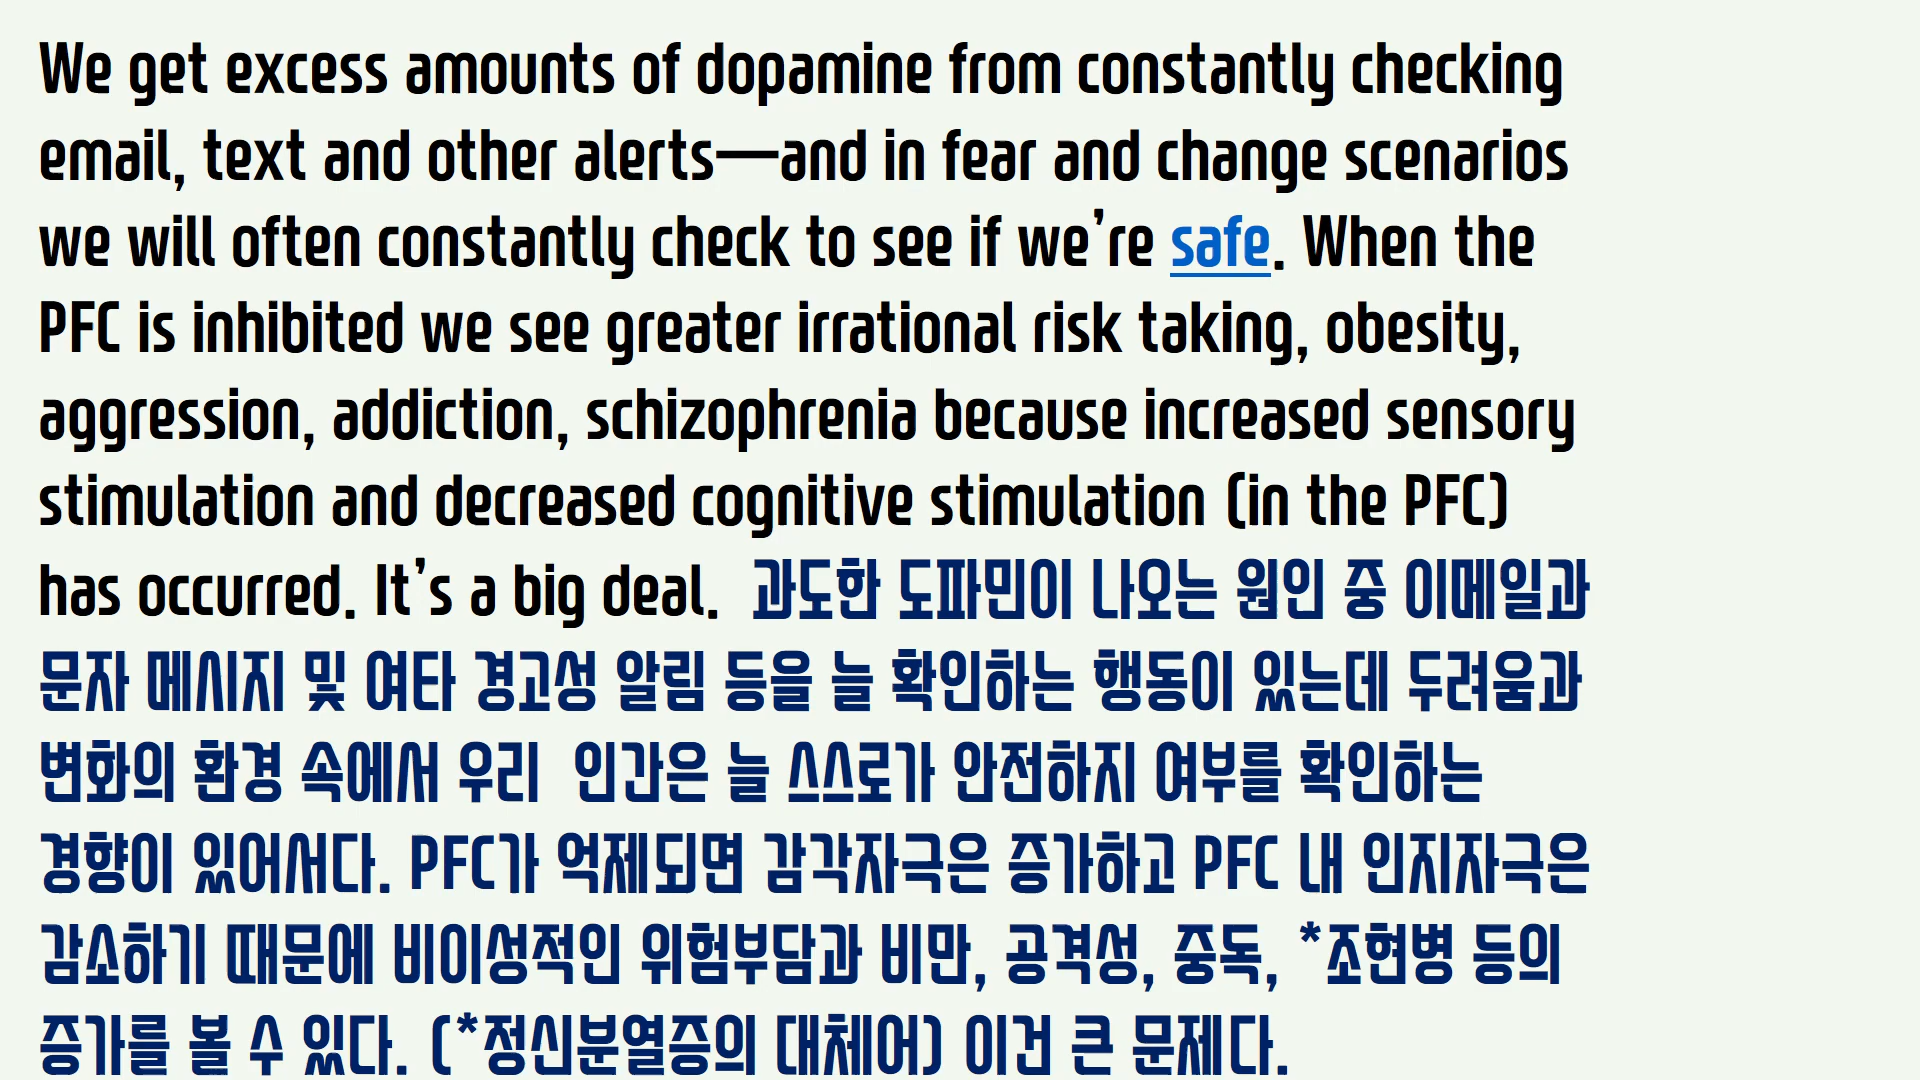 We get excess amounts of dopamine from constantly checking
email, text and other alerts—and in fear and change scenarios
we will often constantly check to see if we’re safe. When the
PFC is inhibited we see greater irrational risk taking, obesity,
aggression, addiction, schizophrenia because increased sensory
stimulation and decreased cognitive stimulation (in the PFC)
has occurred. It’s a big deal.  과도한 도파민이 나오는 원인 중 이메일과
문자 메시지 및 여타 경고성 알림 등을 늘 확인하는 행동이 있는데 두려움과
변화의 환경 속에서 우리  인간은 늘 스스로가 안전하지 여부를 확인하는
경향이 있어서다. PFC가 억제되면 감각자극은 증가하고 PFC 내 인지자극은
감소하기 때문에 비이성적인 위험부담과 비만, 공격성, 중독, *조현병 등의
증가를 볼 수 있다. (*정신분열증의 대체어) 이건 큰 문제다.